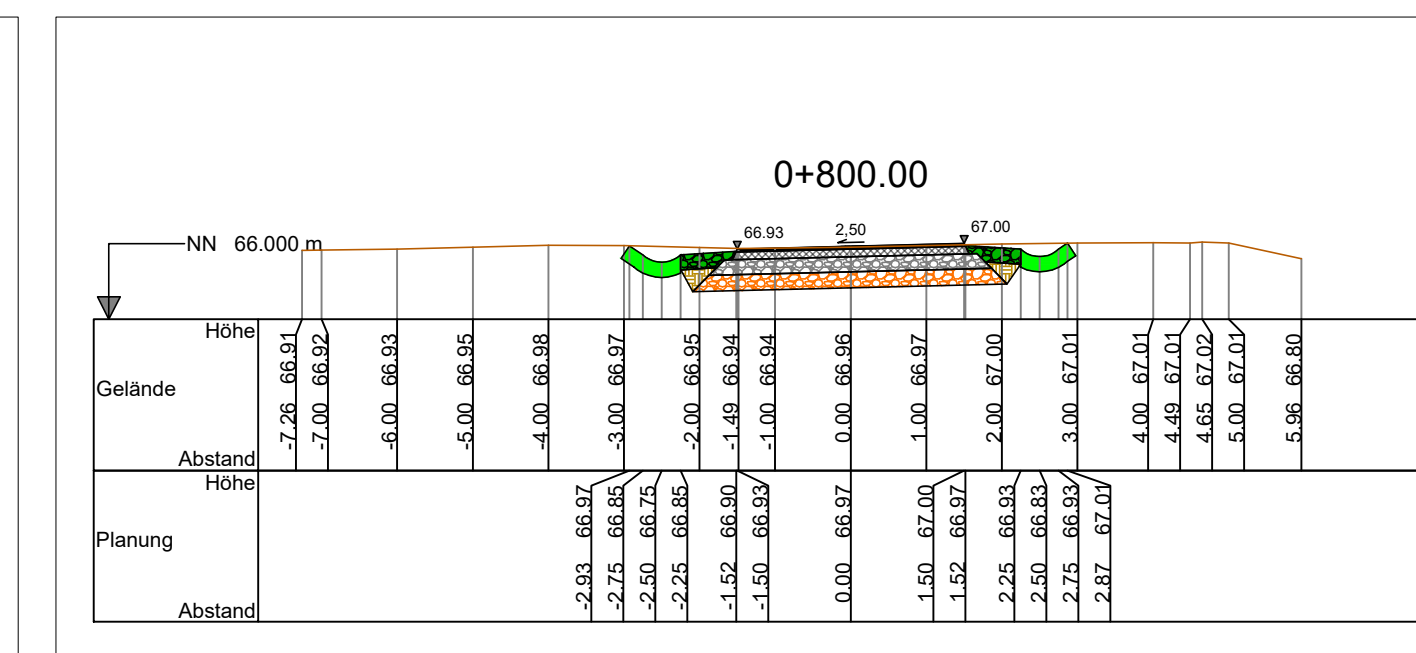 0+800.00
66.93
2,50
67.00
NN 66.000 m
Gelände
Höhe
66.91 66.92 66.93 66.95 66.98 66.97 66.95 66.94 66.94 66.96 66.97 67.00 67.01 67.01 67.01 67.02 67.01 66.80
-7.26 -7.00 -6.00 -5.00 -4.00 -3.00 -2.00 -1.49 -1.00 0.00 1.00 2.00 3.00 4.00 4.49 4.65 5.00 5.96
Abstand
Planung
Höhe
66.97 66.85 66.75 66.85 66.90 66.93 66.97 67.00 66.97 66.93 66.83 66.93 67.01
-2.93 -2.75 -2.50 -2.25 -1.52 -1.50 0.00 1.50 1.52 2.25 2.50 2.75 2.87
Abstand